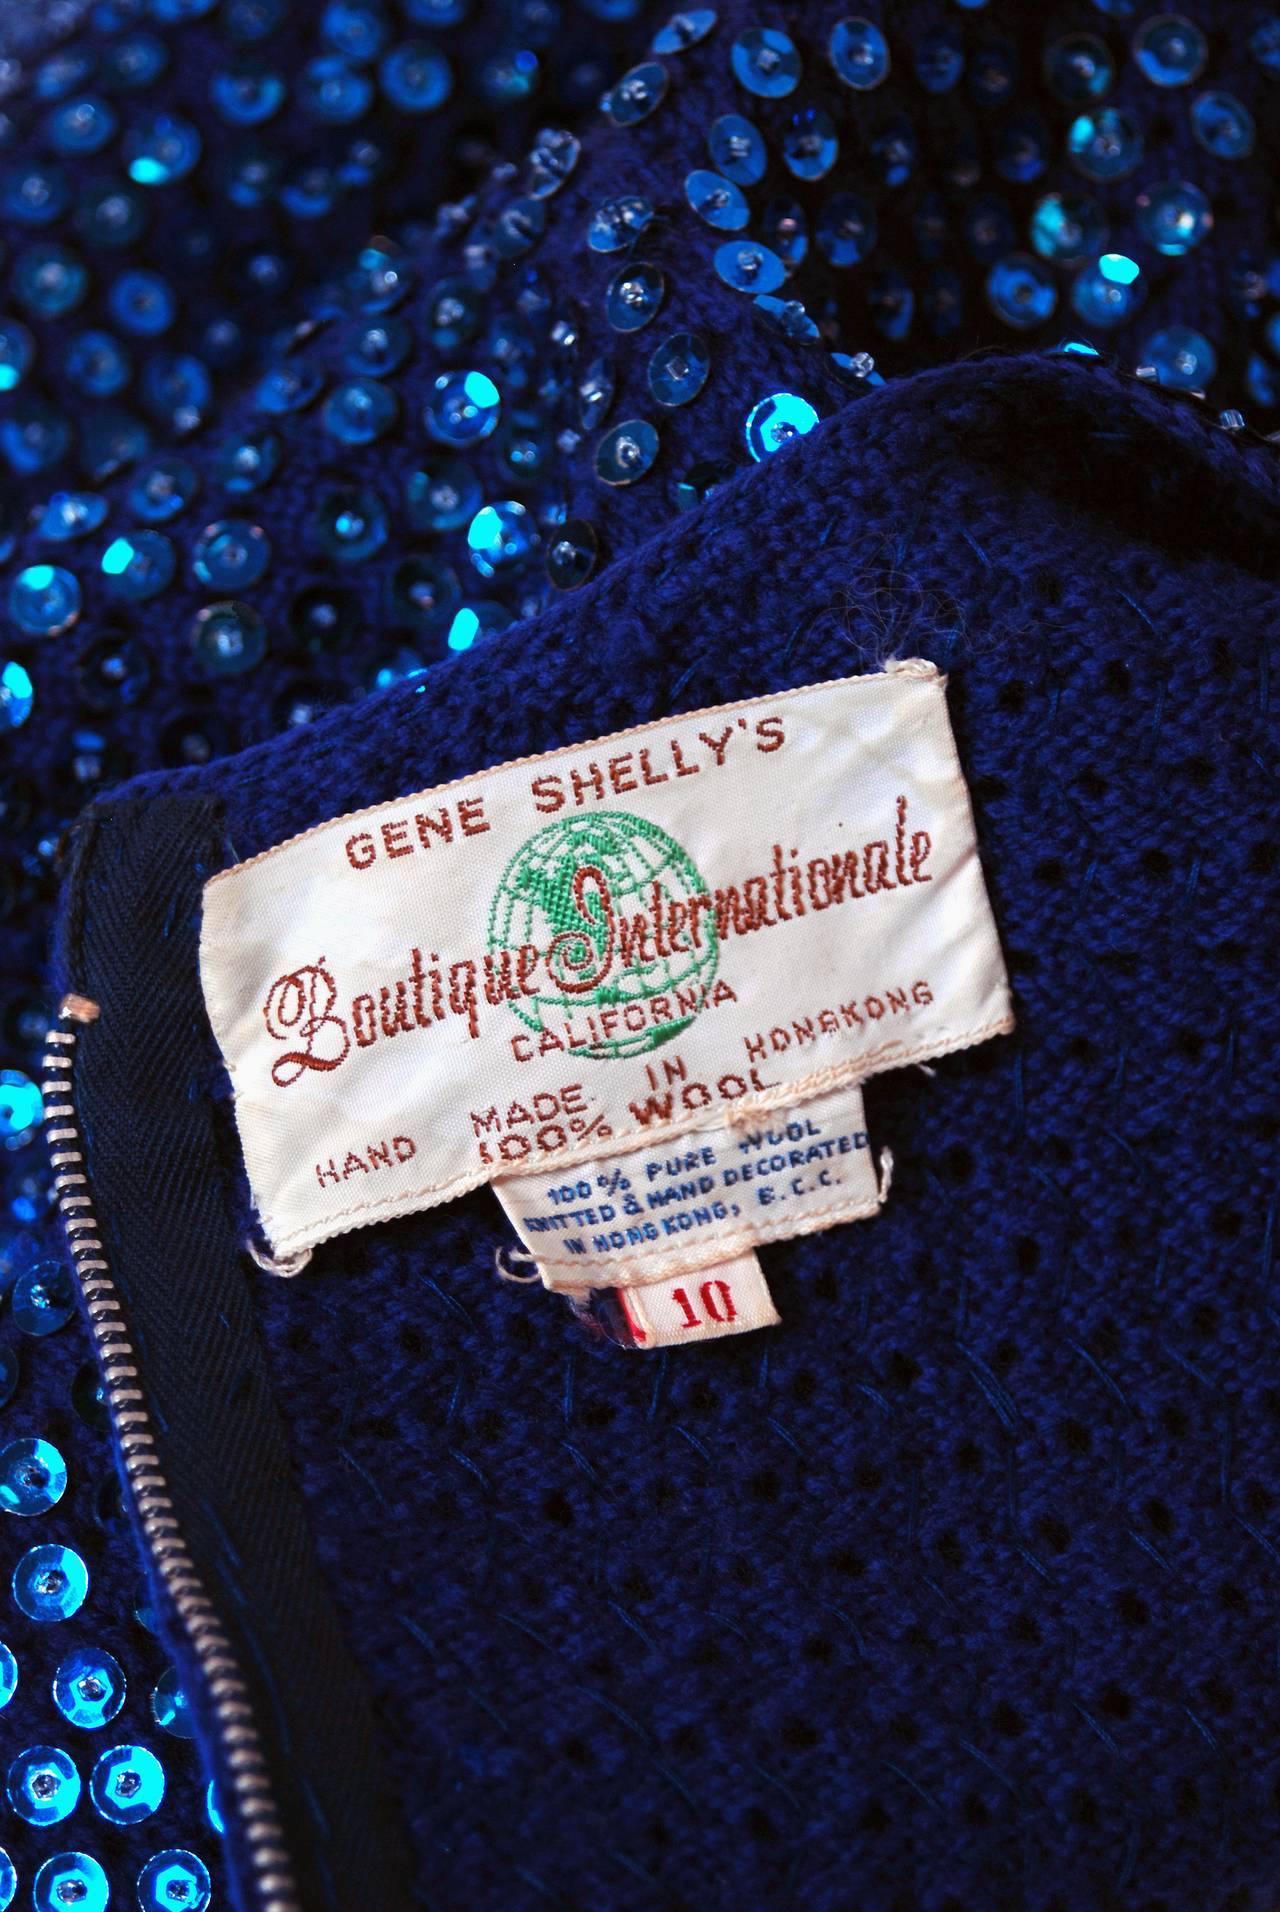 GENE SHELLY'S
Boutique Internationale
CALIFORNIA
HAND MADE IN HONGKONG
100% WOOL
100% PURE WOOL
KNITTED & HAND DECORATED
IN HONG KONG, B.C.C.
10